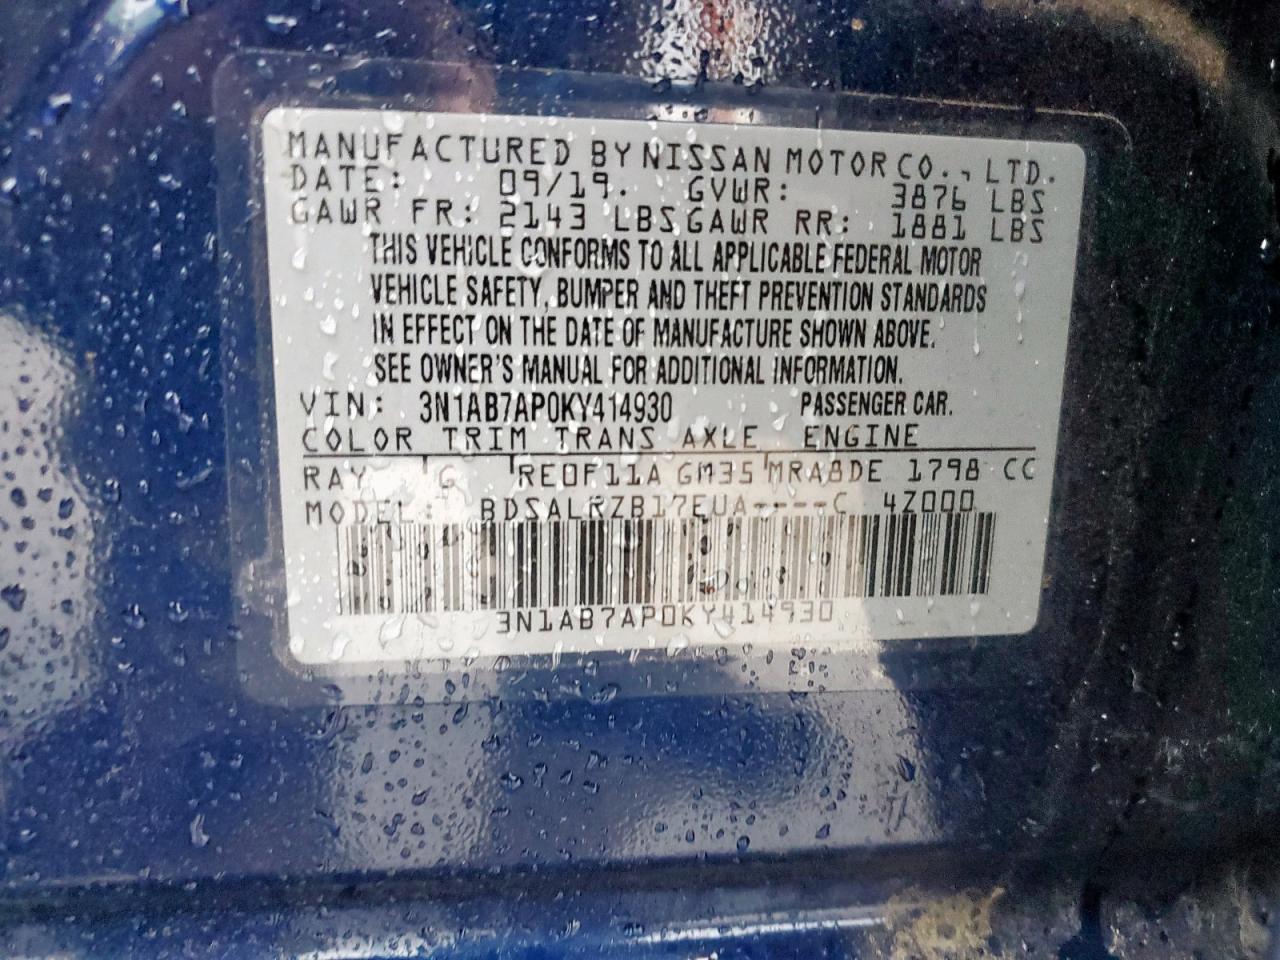 MANUFACTURED BY NISSAN MOTOR CO., LTD.
DATE: 09/19. GVWR: 3876 LBS
GAWR FR: 2143 LBS GAWR RR: 1881 LBS
THIS VEHICLE CONFORMS TO ALL APPLICABLE FEDERAL MOTOR
VEHICLE SAFETY, BUMPER AND THEFT PREVENTION STANDARDS
IN EFFECT ON THE DATE OF MANUFACTURE SHOWN ABOVE.
SEE OWNER'S MANUAL FOR ADDITIONAL INFORMATION.
VIN: 3N1AB7AP0KY414930 PASSENGER CAR.
COLOR TRIM TRANS AXLE ENGINE
RAY G RE0F11A GM35 MRA8DE 1798 CC
MODEL: BDSALRZB17EUA----C 4Z000
3N1AB7AP0KY414930